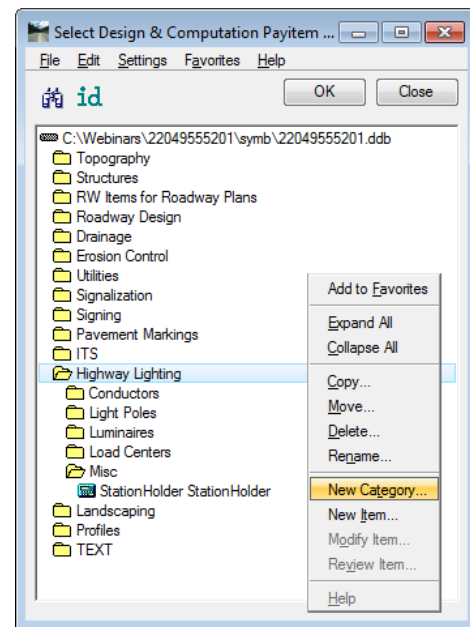 Select Design & Computation Payitem ...
File Edit Settings Favorites Help
id OK Close
C:\Webinars\22049555201\symb\22049555201.ddb
Topography
Structures
RW Items for Roadway Plans
Roadway Design
Drainage
Erosion Control
Utilities
Signalization
Signing
Pavement Markings
ITS
Highway Lighting
Conductors
Light Poles
Luminaires
Load Centers
Misc
StationHolder StationHolder
Landscaping
Profiles
TEXT
Add to Favorites
Expand All
Collapse All
Copy...
Move...
Delete...
Rename...
New Category...
New Item...
Modify Item...
Review Item...
Help